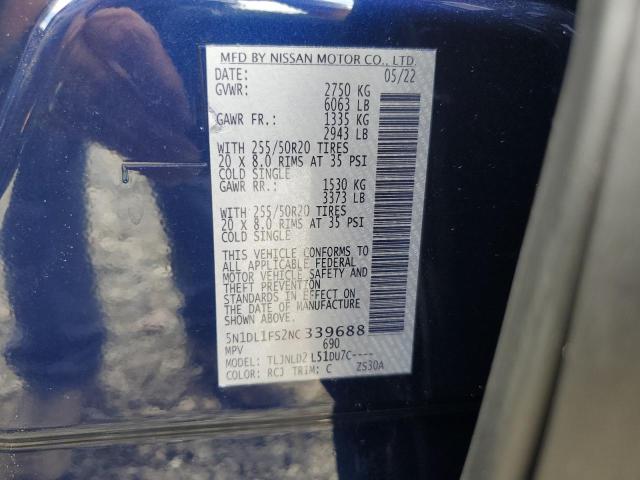 MFD BY NISSAN MOTOR CO., LTD.
DATE: 05/22
GVWR: 2750 KG
6063 LB
GAWR FR.: 1335 KG
2943 LB
WITH 255/50R20 TIRES
20 X 8.0 RIMS AT 35 PSI
COLD SINGLE
GAWR RR.: 1530 KG
3373 LB
WITH 255/50R20 TIRES
20 X 8.0 RIMS AT 35 PSI
COLD SINGLE
THIS VEHICLE CONFORMS TO
ALL APPLICABLE FEDERAL
MOTOR VEHICLE SAFETY AND
THEFT PREVENTION
STANDARDS IN EFFECT ON
THE DATE OF MANUFACTURE
SHOWN ABOVE.
5N1DL1FS2NC339688
MPV 690
MODEL: TLJNLD2 L51DU7C----
COLOR: RCJ TRIM: C ZS30A